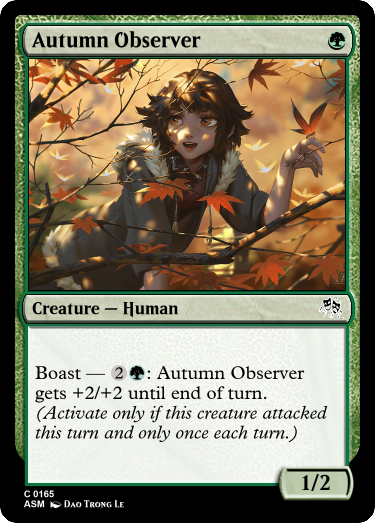 Autumn Observer
Creature — Human
Boast — 2: Autumn Observer
gets +2/+2 until end of turn.
(Activate only if this creature attacked
this turn and only once each turn.)
1/2
C 0165
ASM Dao Trong Le